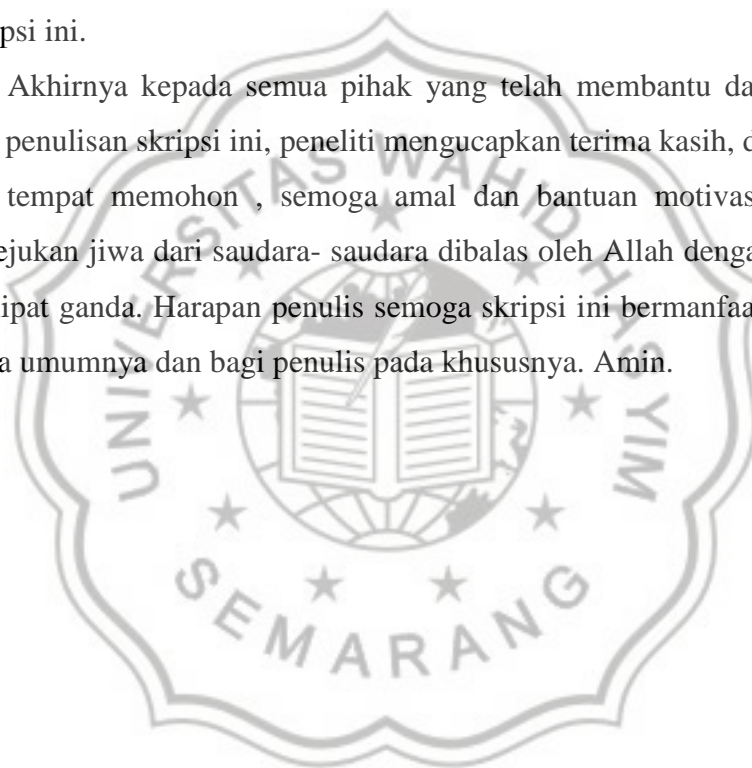 psi ini.
Akhirnya kepada semua pihak yang telah membantu da
penulisan skripsi ini, peneliti mengucapkan terima kasih, d
tempat memohon , semoga amal dan bantuan motivas
ejukan jiwa dari saudara- saudara dibalas oleh Allah denga
ipat ganda. Harapan penulis semoga skripsi ini bermanfaa
a umumnya dan bagi penulis pada khususnya. Amin.
UNIVERSITAS WAHID HASYIM
SEMARANG